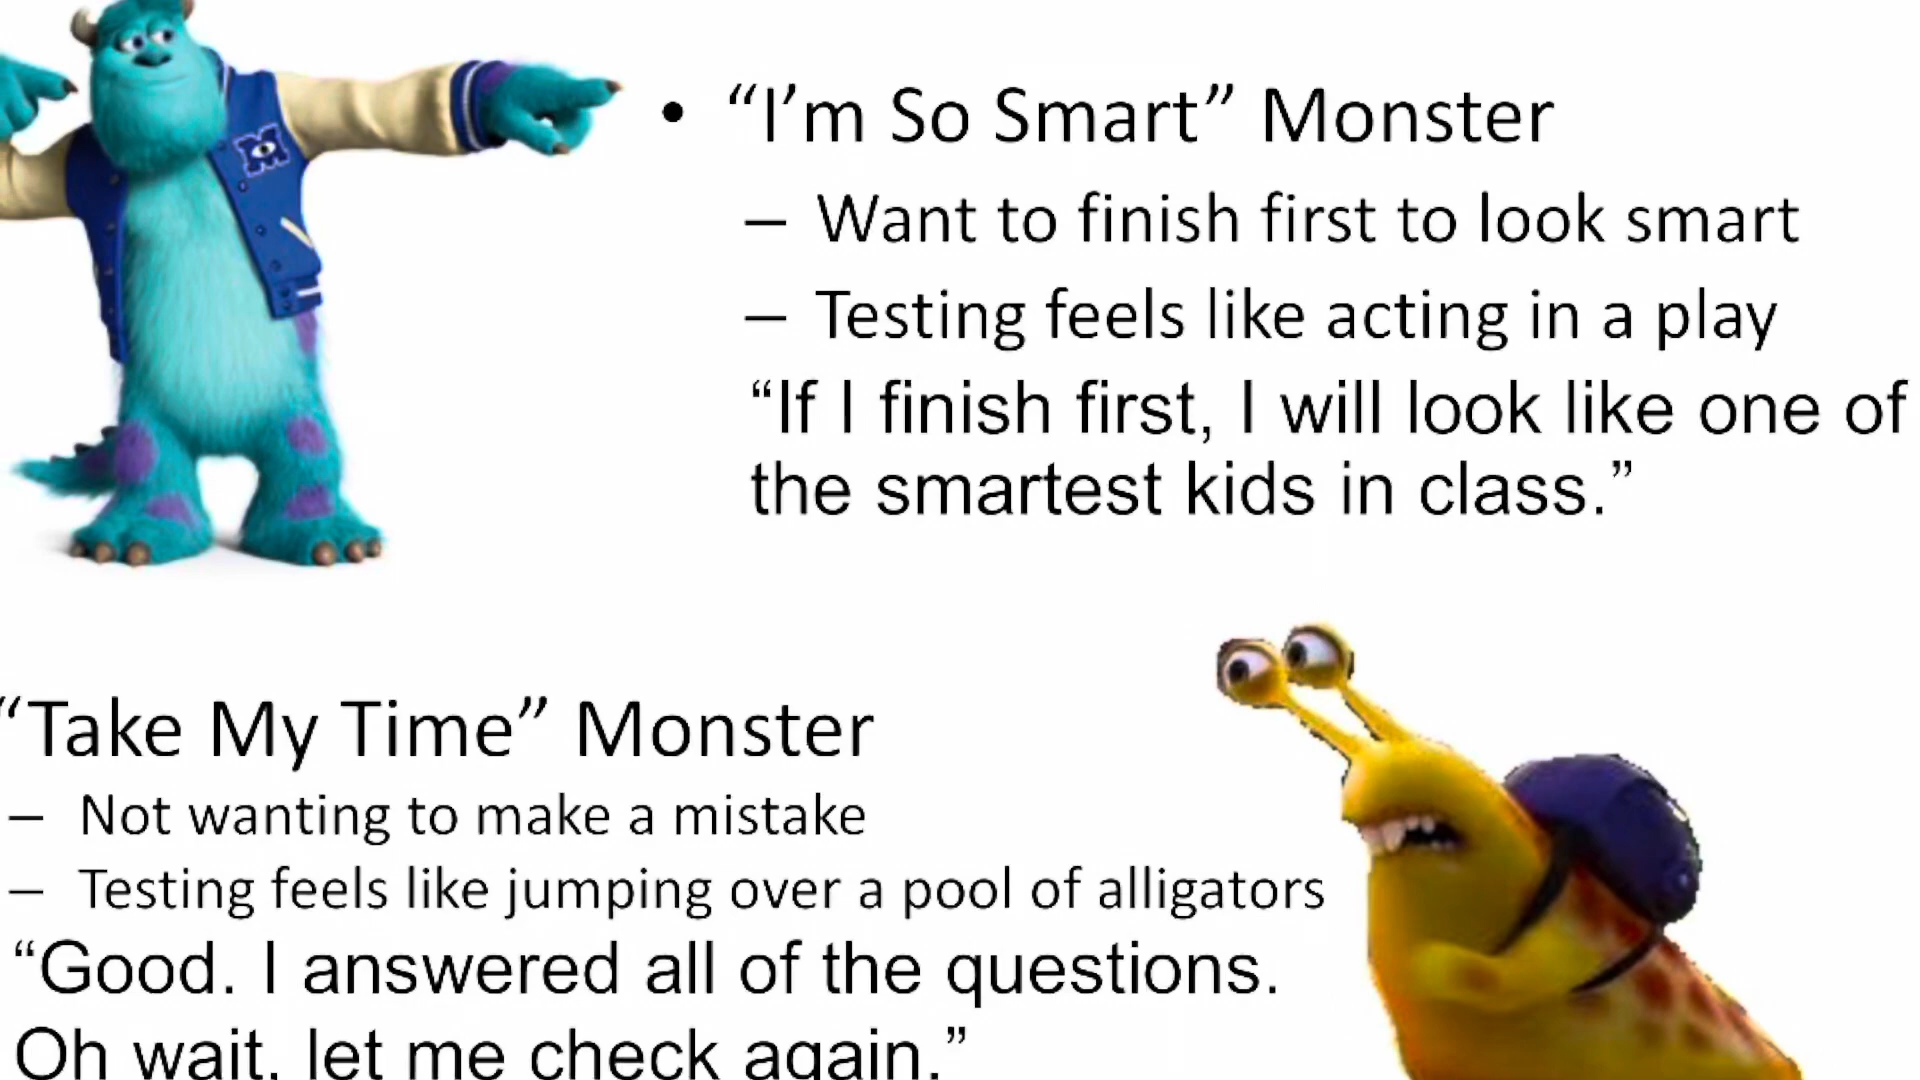 • “I’m So Smart” Monster
– Want to finish first to look smart
– Testing feels like acting in a play
“If I finish first, I will look like one of
the smartest kids in class.”
“Take My Time” Monster
– Not wanting to make a mistake
– Testing feels like jumping over a pool of alligators
“Good. I answered all of the questions.
Oh wait, let me check again.”